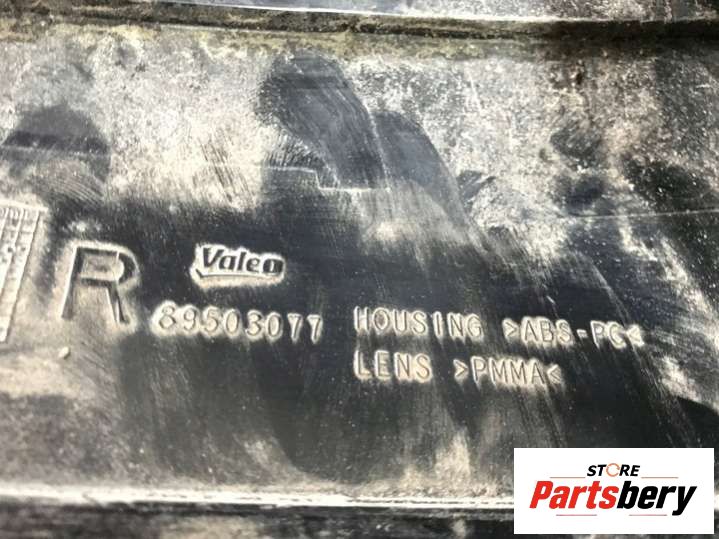 R Valeo
89503077 HOUSING >ABS-PC<
LENS >PMMA<
STORE
Partsbery